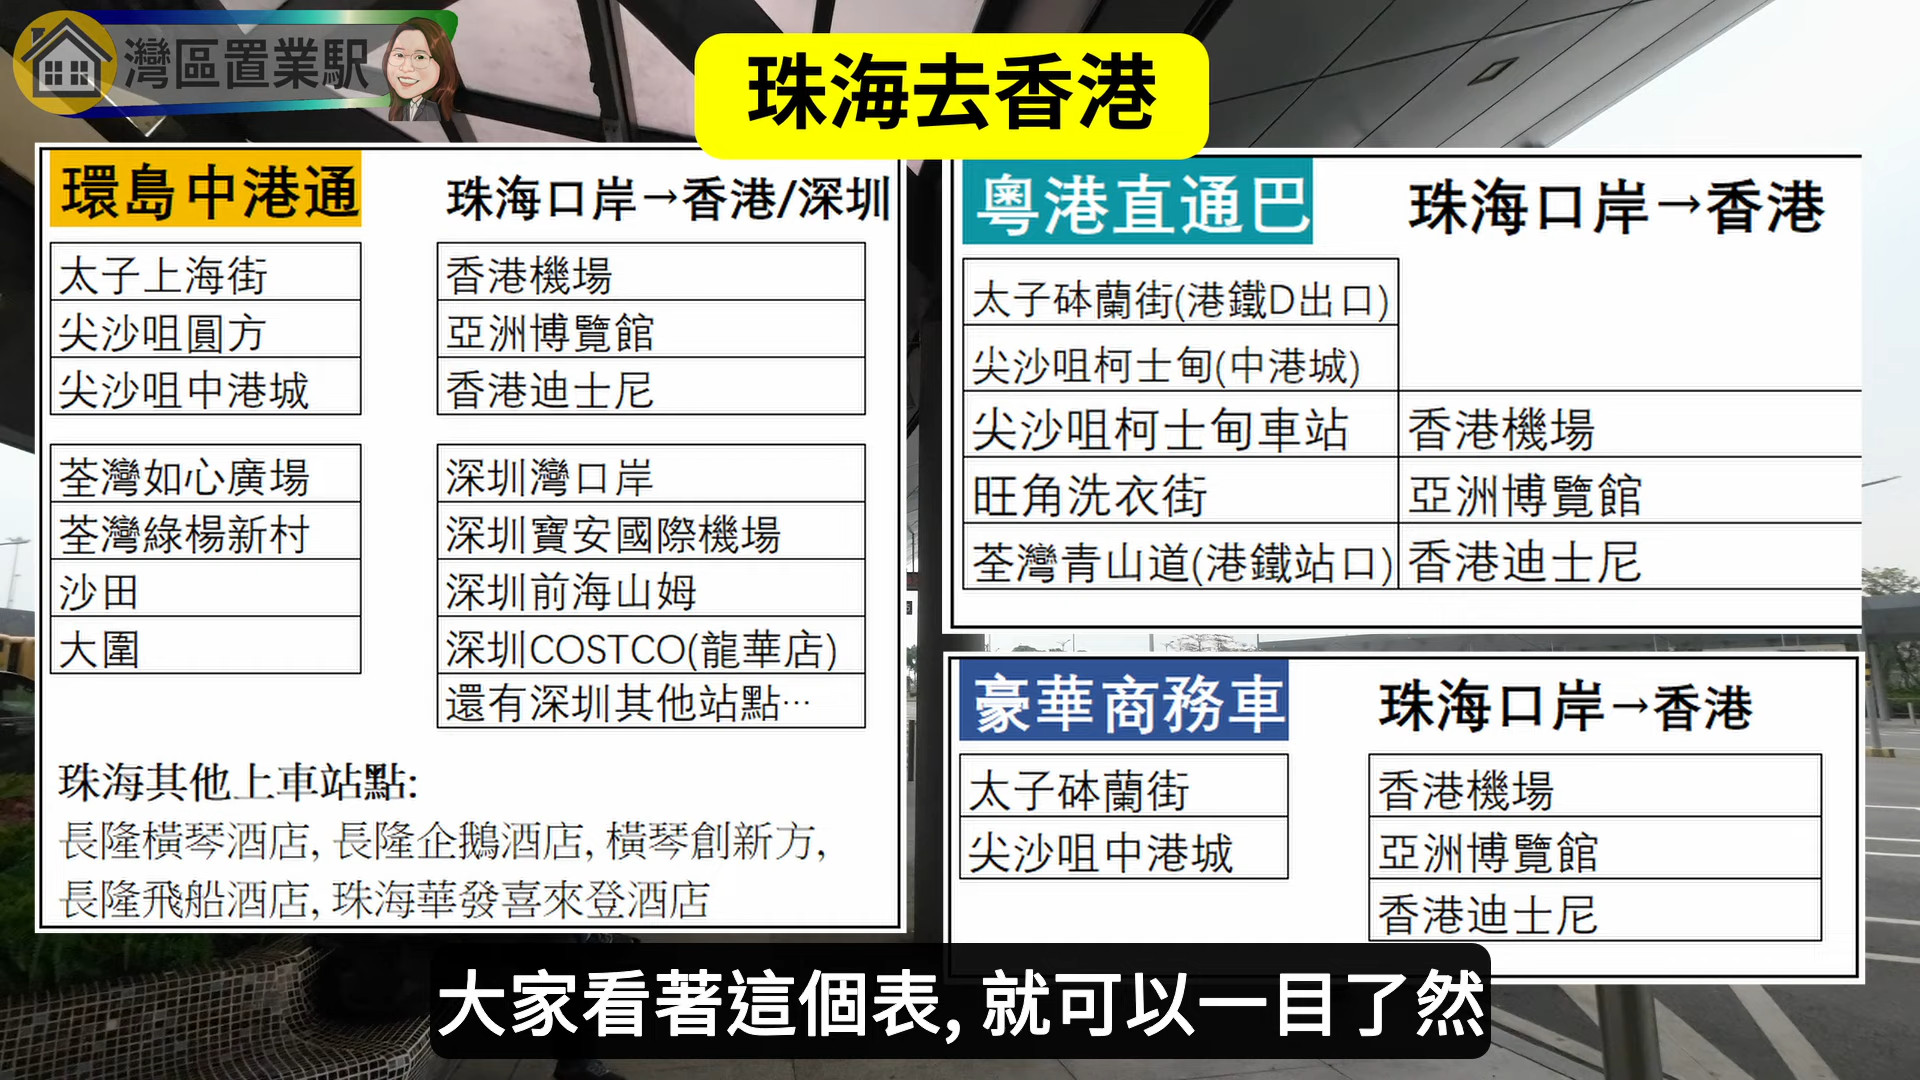 灣區置業駅
珠海去香港
環島中港通
珠海口岸→香港/深圳
太子上海街
尖沙咀圓方
尖沙咀中港城
荃灣如心廣場
荃灣綠楊新村
沙田
大圍
香港機場
亞洲博覽館
香港迪士尼
深圳灣口岸
深圳寶安國際機場
深圳前海山姆
深圳COSTCO(龍華店)
還有深圳其他站點…
珠海其他上車站點:
長隆橫琴酒店, 長隆企鵝酒店, 橫琴創新方,
長隆飛船酒店, 珠海華發喜來登酒店
粵港直通巴
珠海口岸→香港
太子砵蘭街(港鐵D出口)
尖沙咀柯士甸(中港城)
尖沙咀柯士甸車站
旺角洗衣街
荃灣青山道(港鐵站口)
香港機場
亞洲博覽館
香港迪士尼
豪華商務車
珠海口岸→香港
太子砵蘭街
尖沙咀中港城
香港機場
亞洲博覽館
香港迪士尼
大家看著這個表, 就可以一目了然